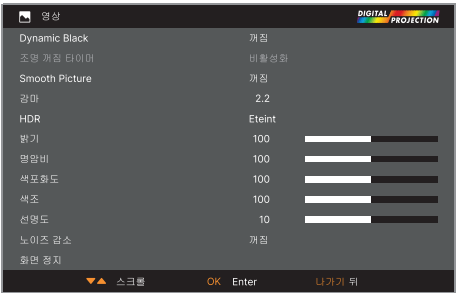 영상
DIGITAL PROJECTION
Dynamic Black 꺼짐
조명 꺼짐 타이머 비활성화
Smooth Picture 꺼짐
감마 2.2
HDR Eteint
밝기 100
명암비 100
색포화도 100
색조 100
선명도 10
노이즈 감소 꺼짐
화면 정지
스크롤 OK Enter 나가기 뒤